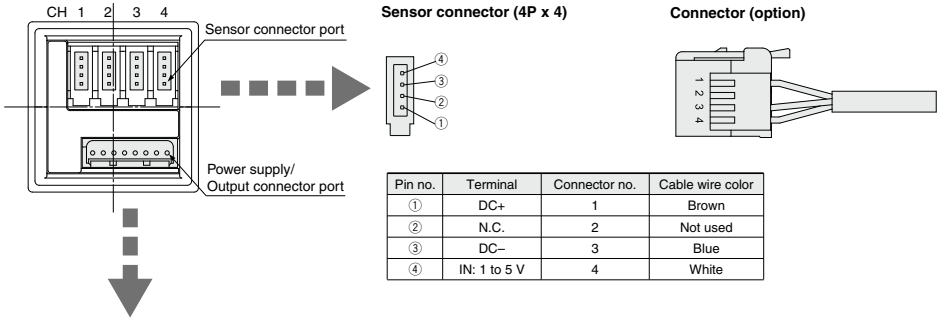 CH 1 2 3 4
Sensor connector port
Power supply/
Output connector port
Sensor connector (4P x 4)
④
③
②
①
Connector (option)
1
2
3
4
Pin no. Terminal Connector no. Cable wire color
① DC+ 1 Brown
② N.C. 2 Not used
③ DC– 3 Blue
④ IN: 1 to 5 V 4 White